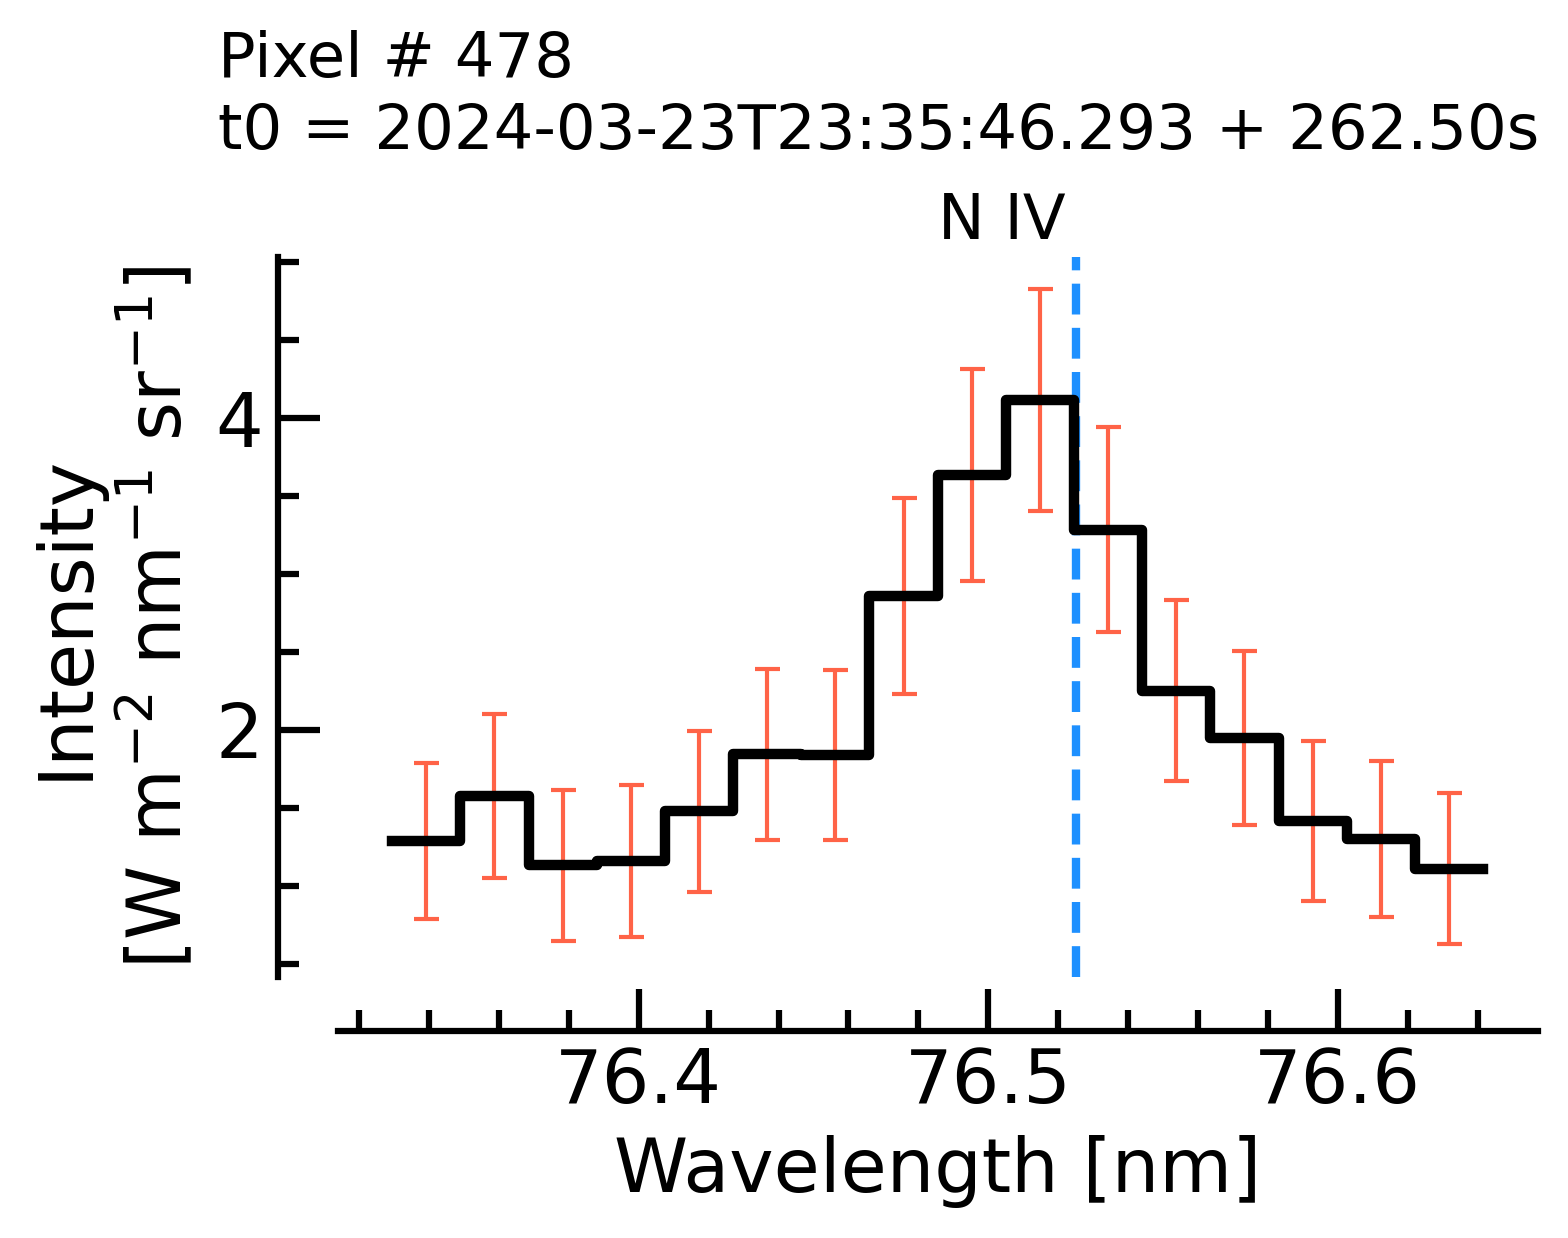 Pixel # 478
t0 = 2024-03-23T23:35:46.293 + 262.50s
N IV
Intensity
[W m⁻² nm⁻¹ sr⁻¹]
4
2
76.4 76.5 76.6
Wavelength [nm]